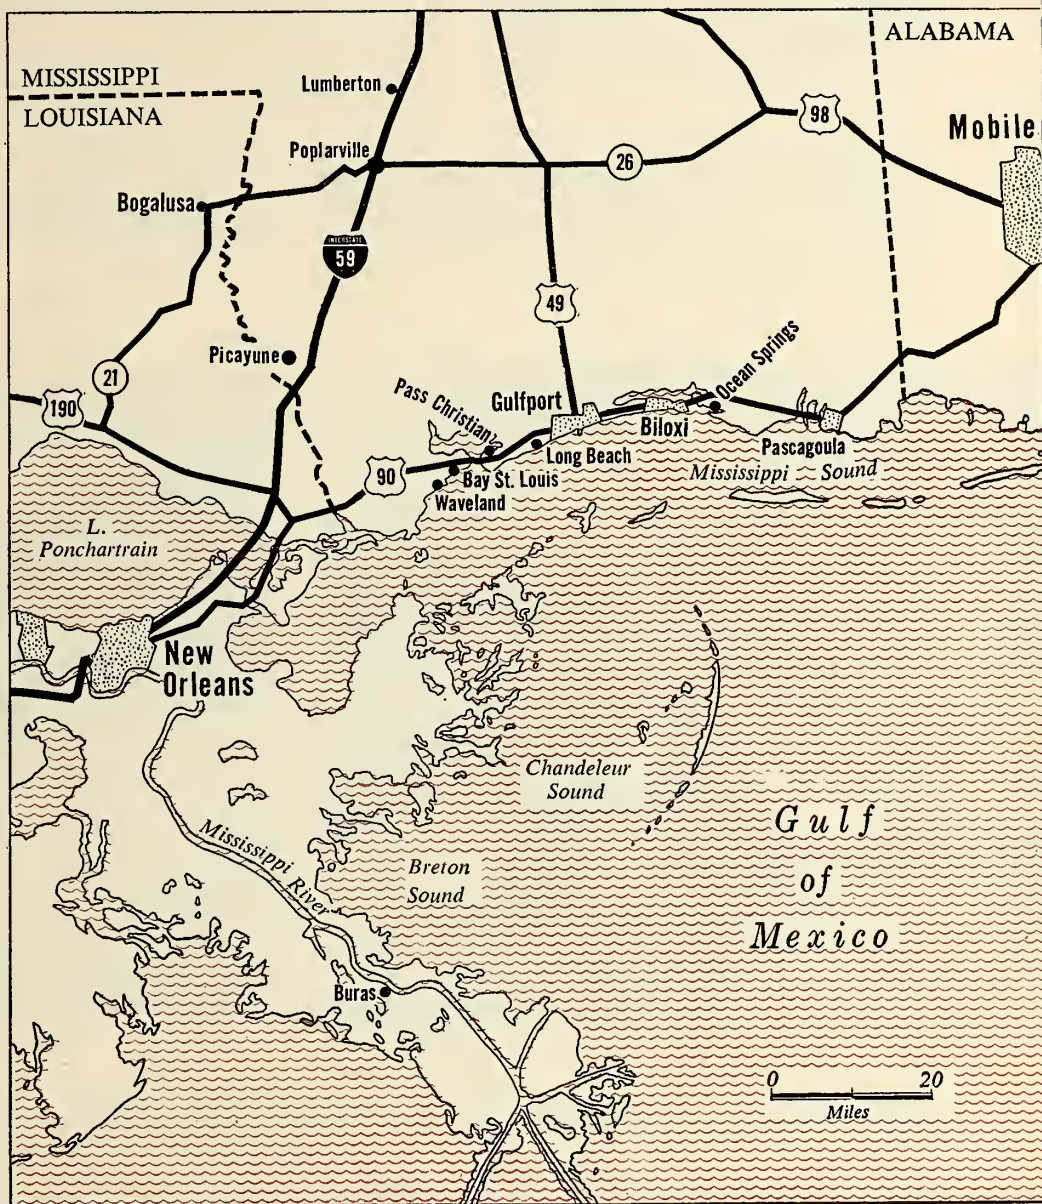 ALABAMA
MISSISSIPPI
LOUISIANA
Lumberton
98
Mobile
Poplarville
26
Bogalusa
INTERSTATE
59
49
Picayune
Ocean Springs
21
190
Pass Christian
Gulfport
Biloxi
Pascagoula
Long Beach
90
Bay St. Louis
Mississippi Sound
Waveland
L.
Ponchartrain
New
Orleans
Chandeleur
Sound
Gulf
of
Mexico
Mississippi River
Breton
Sound
Buras
0 20
Miles